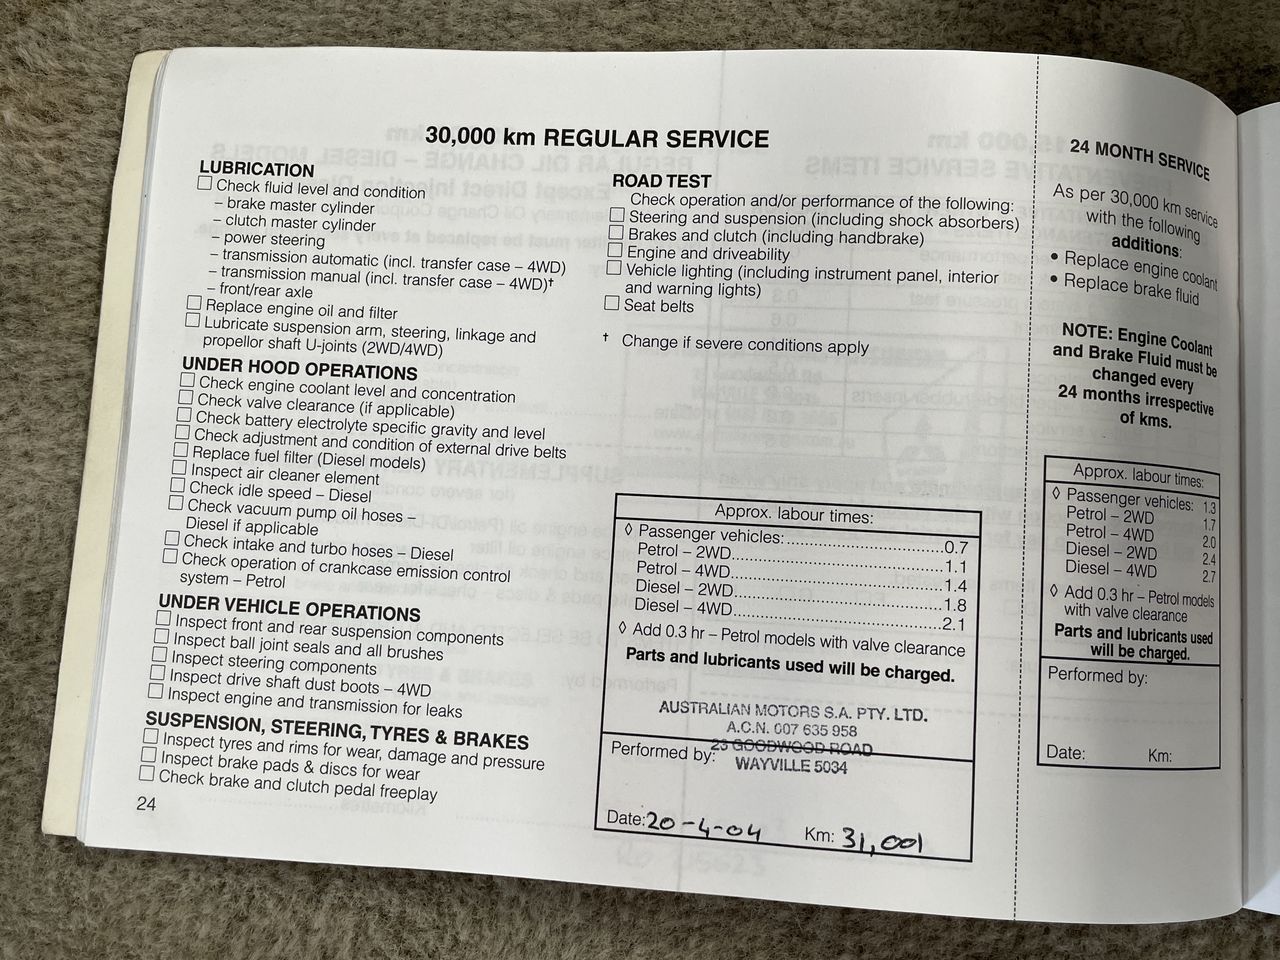 30,000 km REGULAR SERVICE
LUBRICATION
Check fluid level and condition
– brake master cylinder
– clutch master cylinder
– power steering
– transmission automatic (incl. transfer case – 4WD)
– transmission manual (incl. transfer case – 4WD)†
– front/rear axle
Replace engine oil and filter
Lubricate suspension arm, steering, linkage and
propellor shaft U-joints (2WD/4WD)
UNDER HOOD OPERATIONS
Check engine coolant level and concentration
Check valve clearance (if applicable)
Check battery electrolyte specific gravity and level
Check adjustment and condition of external drive belts
Replace fuel filter (Diesel models)
Inspect air cleaner element
Check idle speed – Diesel
Check vacuum pump oil hoses –
Diesel if applicable
Check intake and turbo hoses – Diesel
Check operation of crankcase emission control
system – Petrol
UNDER VEHICLE OPERATIONS
Inspect front and rear suspension components
Inspect ball joint seals and all brushes
Inspect steering components
Inspect drive shaft dust boots – 4WD
Inspect engine and transmission for leaks
SUSPENSION, STEERING, TYRES & BRAKES
Inspect tyres and rims for wear, damage and pressure
Inspect brake pads & discs for wear
Check brake and clutch pedal freeplay
24
ROAD TEST
Check operation and/or performance of the following:
Steering and suspension (including shock absorbers)
Brakes and clutch (including handbrake)
Engine and driveability
Vehicle lighting (including instrument panel, interior
and warning lights)
Seat belts
† Change if severe conditions apply
Approx. labour times:
◊ Passenger vehicles:..............................0.7
Petrol – 2WD........................................1.1
Petrol – 4WD........................................1.4
Diesel – 2WD........................................1.8
Diesel – 4WD........................................2.1
◊ Add 0.3 hr – Petrol models with valve clearance
Parts and lubricants used will be charged.
AUSTRALIAN MOTORS S.A. PTY. LTD.
A.C.N. 007 635 958
23 GOODWOOD ROAD
WAYVILLE 5034
Performed by:
Date: 20-4-04 Km: 31,001
24 MONTH SERVICE
As per 30,000 km service
with the following
additions:
• Replace engine coolant
• Replace brake fluid
NOTE: Engine Coolant
and Brake Fluid must be
changed every
24 months irrespective
of kms.
Approx. labour times:
◊ Passenger vehicles: 1.3
Petrol – 2WD 1.7
Petrol – 4WD 2.0
Diesel – 2WD 2.4
Diesel – 4WD 2.7
◊ Add 0.3 hr – Petrol models
with valve clearance
Parts and lubricants used
will be charged.
Performed by:
Date: Km: